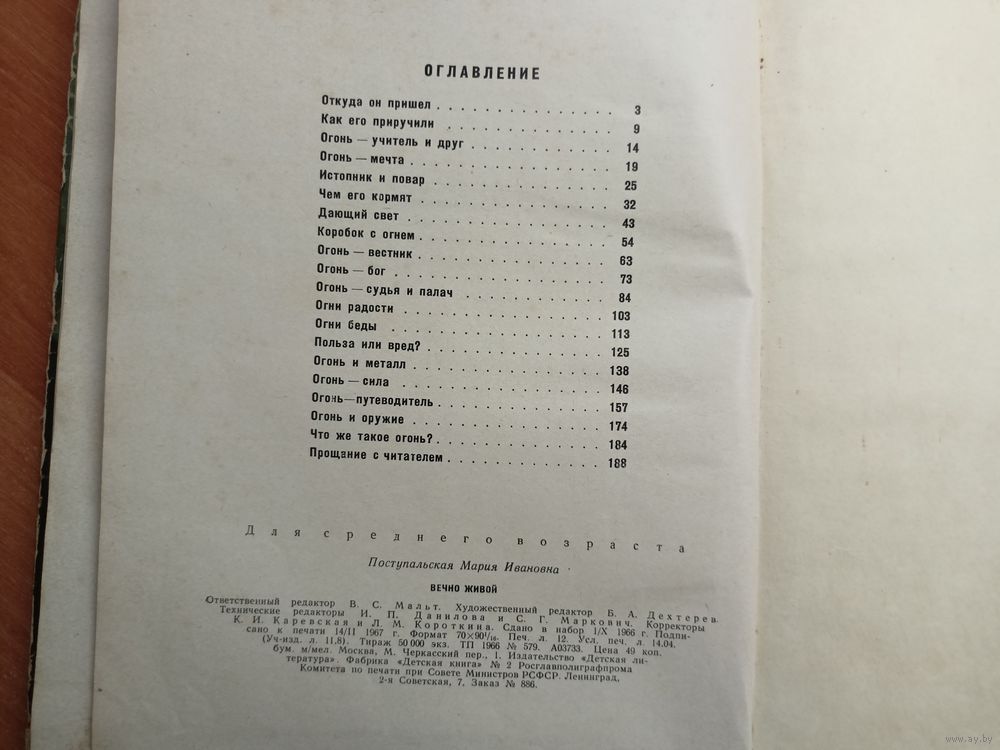 ОГЛАВЛЕНИЕ
Откуда он пришел . . . . . . . . . . . . . . 3
Как его приручили . . . . . . . . . . . . . 9
Огонь — учитель и друг . . . . . . . . . . . 14
Огонь — мечта . . . . . . . . . . . . . . . 19
Истопник и повар . . . . . . . . . . . . . . 25
Чем его кормят . . . . . . . . . . . . . . . 32
Дающий свет . . . . . . . . . . . . . . . . 43
Коробок с огнем . . . . . . . . . . . . . . 54
Огонь — вестник . . . . . . . . . . . . . . 63
Огонь — бог . . . . . . . . . . . . . . . . 73
Огонь — судья и палач . . . . . . . . . . . 84
Огни радости . . . . . . . . . . . . . . . . 103
Огни беды . . . . . . . . . . . . . . . . . 113
Польза или вред? . . . . . . . . . . . . . . 125
Огонь и металл . . . . . . . . . . . . . . . 138
Огонь — сила . . . . . . . . . . . . . . . . 146
Огонь—путеводитель . . . . . . . . . . . . . 157
Огонь и оружие . . . . . . . . . . . . . . . 174
Что же такое огонь? . . . . . . . . . . . . . 184
Прощание с читателем . . . . . . . . . . . . 188
Для среднего возраста
Поступальская Мария Ивановна
ВЕЧНО ЖИВОЙ
Ответственный редактор В. С. Мальт. Художественный редактор Б. А. Дехтерев.
Технические редакторы И. П. Данилова и С. Г. Маркович. Корректоры
К. И. Каревская и Л. М. Короткина. Сдано в набор 1/X 1966 г. Подпи-
сано к печати 14/II 1967 г. Формат 70×90¹/₁₆. Печ. л. 12. Усл. печ. л. 14.04.
(Уч-изд. л. 11,8). Тираж 50 000 экз. ТП 1966 № 579. А03733. Цена 49 коп.
бум. м/мел. Москва, М. Черкасский пер., 1. Издательство «Детская ли-
тература». Фабрика «Детская книга» № 2 Росглавполиграфпрома
Комитета по печати при Совете Министров РСФСР. Ленинград,
2-я Советская, 7. Заказ № 886.
www.ay.by